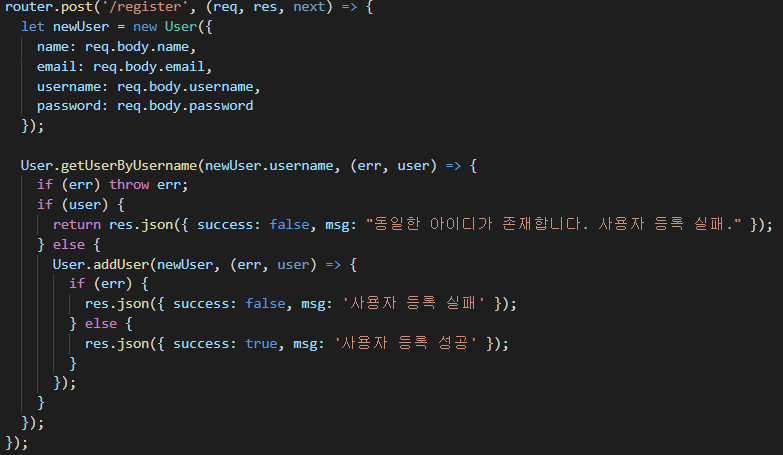 router.post('/register', (req, res, next) => {
  let newUser = new User({
    name: req.body.name,
    email: req.body.email,
    username: req.body.username,
    password: req.body.password
  });

  User.getUserByUsername(newUser.username, (err, user) => {
    if (err) throw err;
    if (user) {
      return res.json({ success: false, msg: "동일한 아이디가 존재합니다. 사용자 등록 실패." });
    } else {
      User.addUser(newUser, (err, user) => {
        if (err) {
          res.json({ success: false, msg: '사용자 등록 실패' });
        } else {
          res.json({ success: true, msg: '사용자 등록 성공' });
        }
      });
    }
  });
});